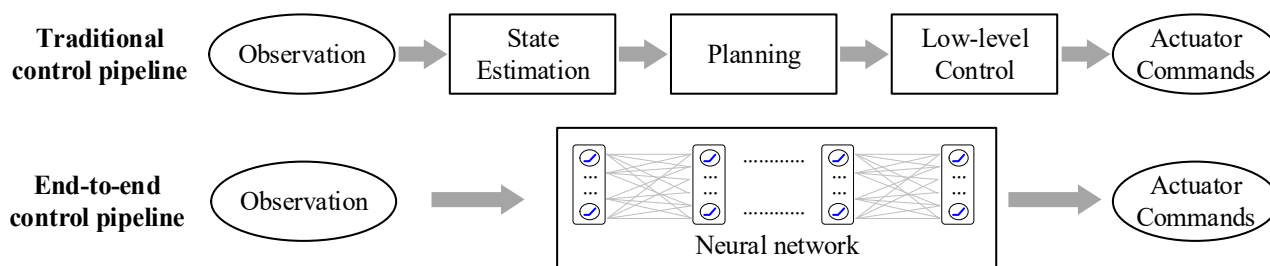 Traditional
control pipeline
Observation
State
Estimation
Planning
Low-level
Control
Actuator
Commands
End-to-end
control pipeline
Observation
...
...
............
............
...
...
Neural network
Actuator
Commands